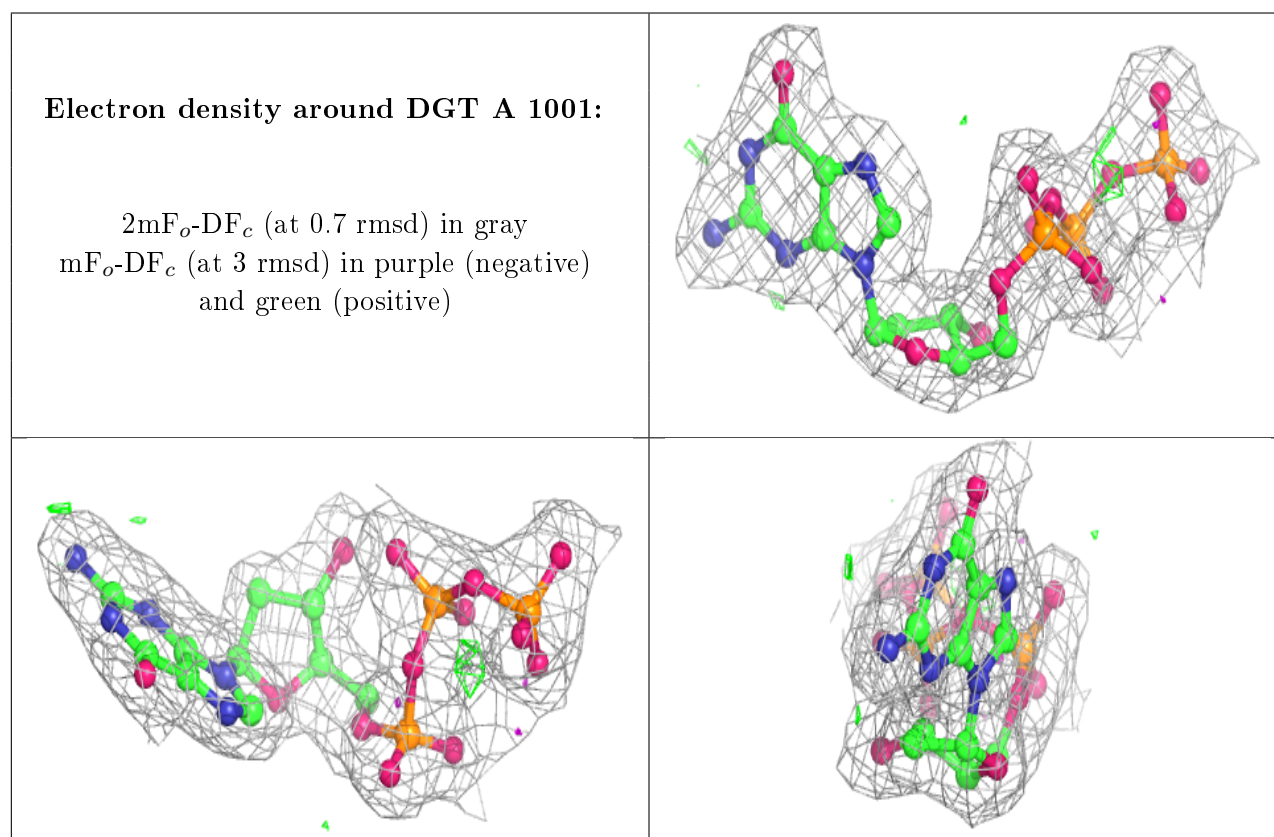 Electron density around DGT A 1001:
2mFₒ-DF𝒸 (at 0.7 rmsd) in gray
mFₒ-DF𝒸 (at 3 rmsd) in purple (negative)
and green (positive)